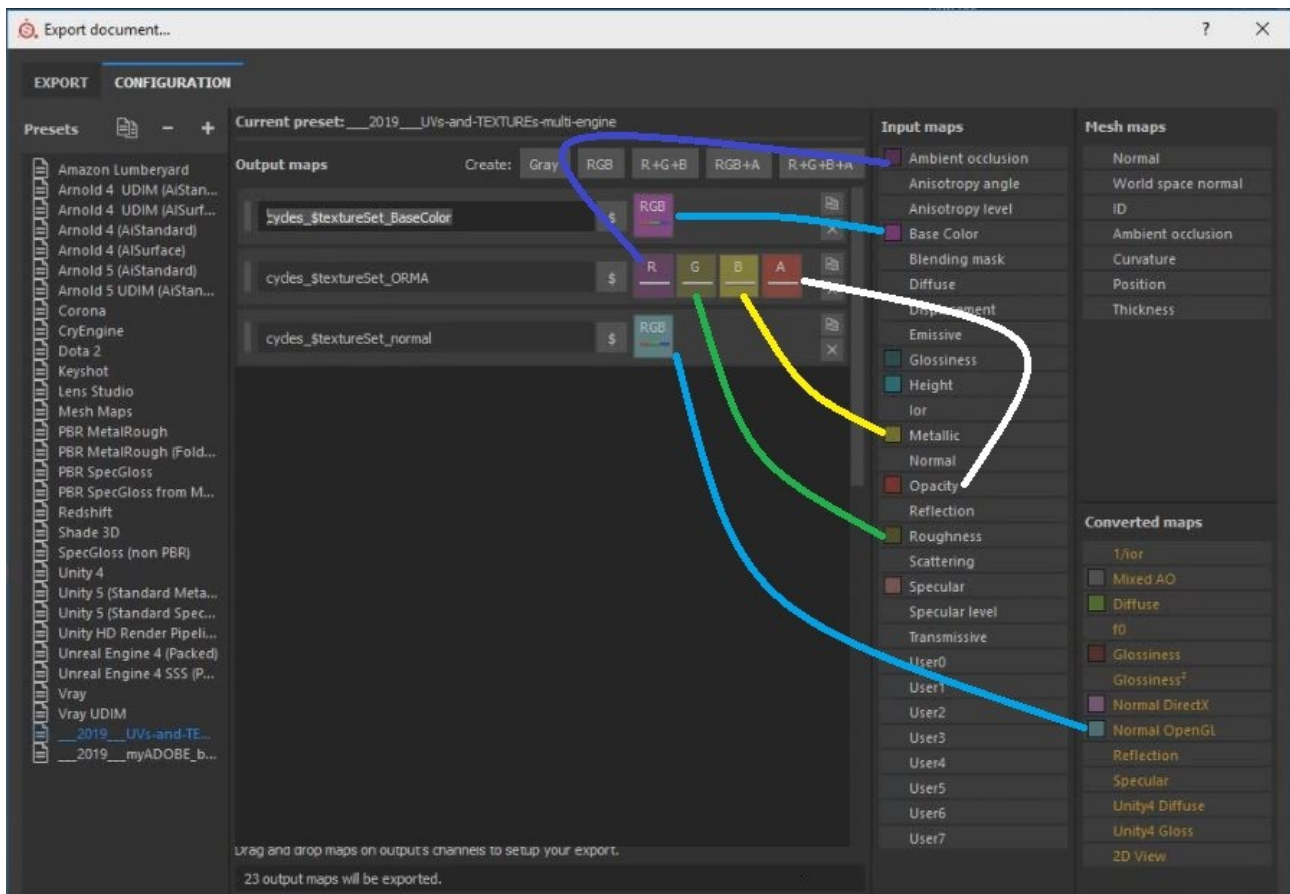 Export document...
?
EXPORT
CONFIGURATION
Presets
Amazon Lumberyard
Arnold 4 UDIM (AiStan...
Arnold 4 UDIM (AlSurf...
Arnold 4 (AiStandard)
Arnold 4 (AiSurface)
Arnold 5 (AiStandard)
Arnold 5 UDIM (AiStan...
Corona
CryEngine
Dota 2
Keyshot
Lens Studio
Mesh Maps
PBR MetalRough
PBR MetalRough (Fold...
PBR SpecGloss
PBR SpecGloss from M...
Redshift
Shade 3D
SpecGloss (non PBR)
Unity 4
Unity 5 (Standard Meta...
Unity 5 (Standard Spec...
Unity HD Render Pipeli...
Unreal Engine 4 (Packed)
Unreal Engine 4 SSS (P...
Vray
Vray UDIM
___2019___UVs-and-TE...
___2019___myADOBE_b...
Current preset:___2019___UVs-and-TEXTUREs-multi-engine
Output maps
Create:
Gray
RGB
R+G+B
RGB+A
R+G+B+A
cycles_$textureSet_BaseColor
$
RGB
cycles_$textureSet_ORMA
$
R
G
B
A
cycles_$textureSet_normal
$
RGB
Drag and drop maps on output's channels to setup your export.
23 output maps will be exported.
Input maps
Ambient occlusion
Anisotropy angle
Anisotropy level
Base Color
Blending mask
Diffuse
Displacement
Emissive
Glossiness
Height
Ior
Metallic
Normal
Opacity
Reflection
Roughness
Scattering
Specular
Specular level
Transmissive
User0
User1
User2
User3
User4
User5
User6
User7
Mesh maps
Normal
World space normal
ID
Ambient occlusion
Curvature
Position
Thickness
Converted maps
1/ior
Mixed AO
Diffuse
f0
Glossiness
Glossiness²
Normal DirectX
Normal OpenGL
Reflection
Specular
Unity4 Diffuse
Unity4 Gloss
2D View